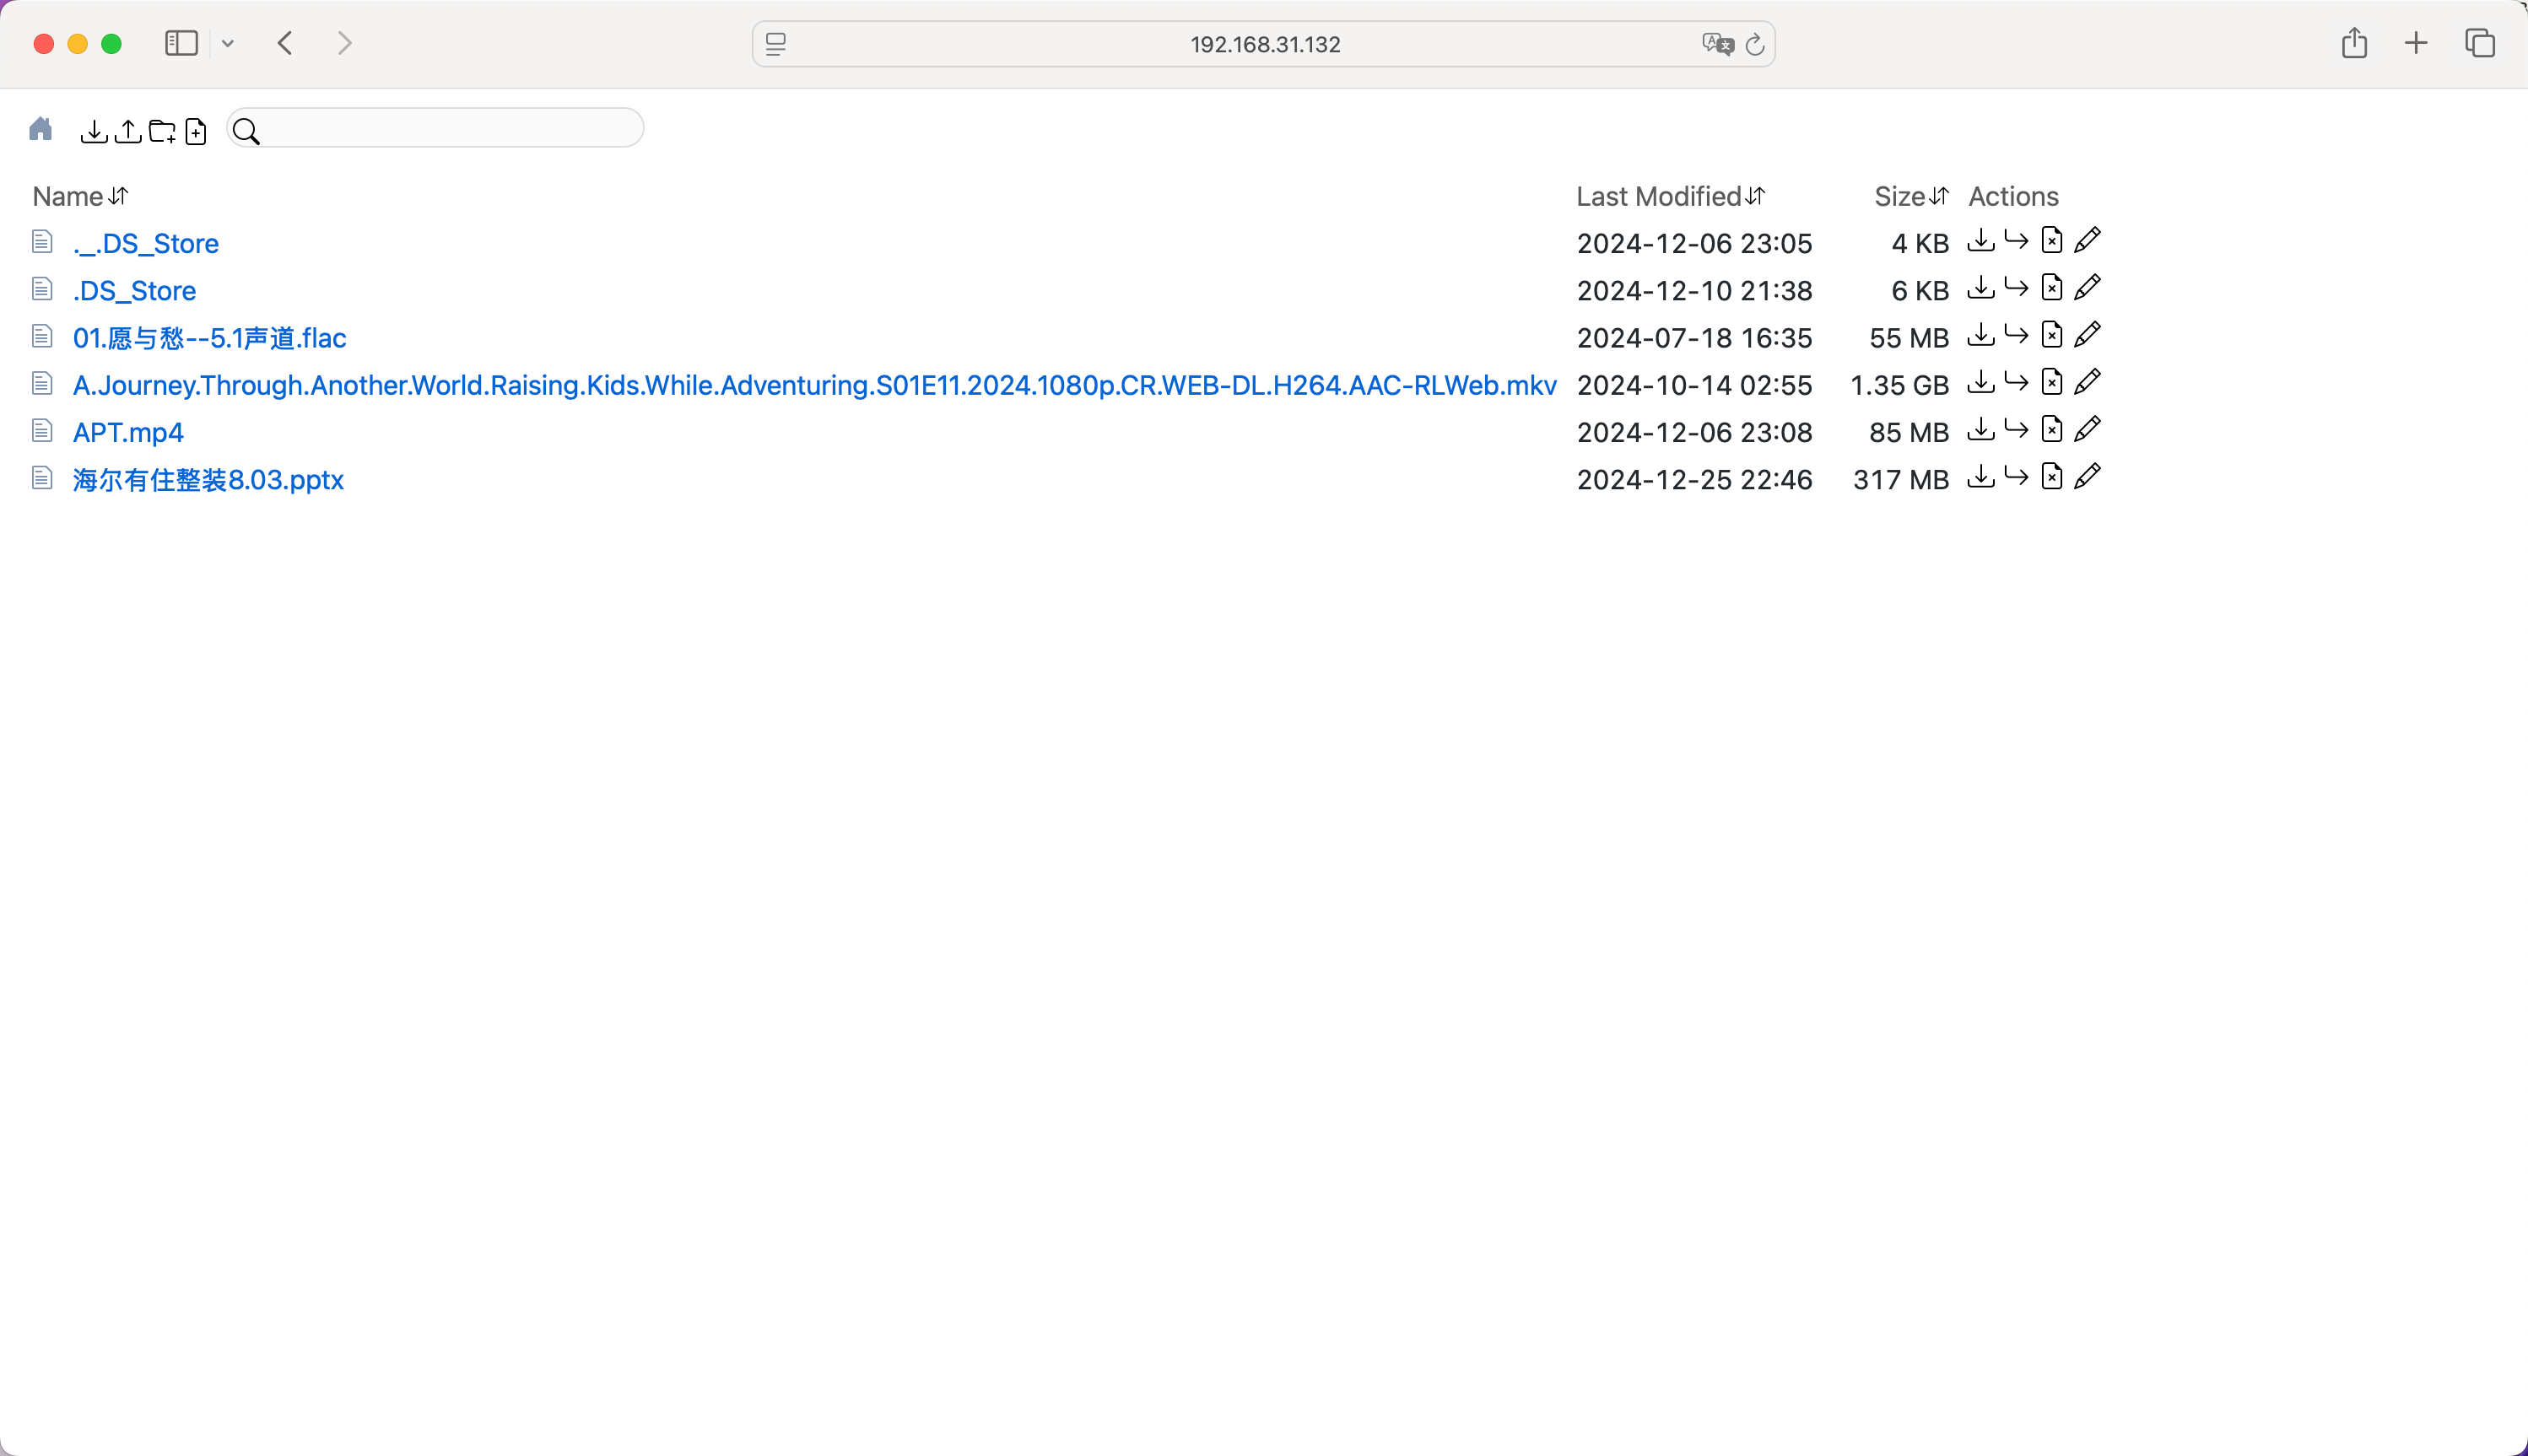 192.168.31.132
Name Last Modified Size Actions
._.DS_Store 2024-12-06 23:05 4 KB
.DS_Store 2024-12-10 21:38 6 KB
01.愿与愁--5.1声道.flac 2024-07-18 16:35 55 MB
A.Journey.Through.Another.World.Raising.Kids.While.Adventuring.S01E11.2024.1080p.CR.WEB-DL.H264.AAC-RLWeb.mkv 2024-10-14 02:55 1.35 GB
APT.mp4 2024-12-06 23:08 85 MB
海尔有住整装8.03.pptx 2024-12-25 22:46 317 MB